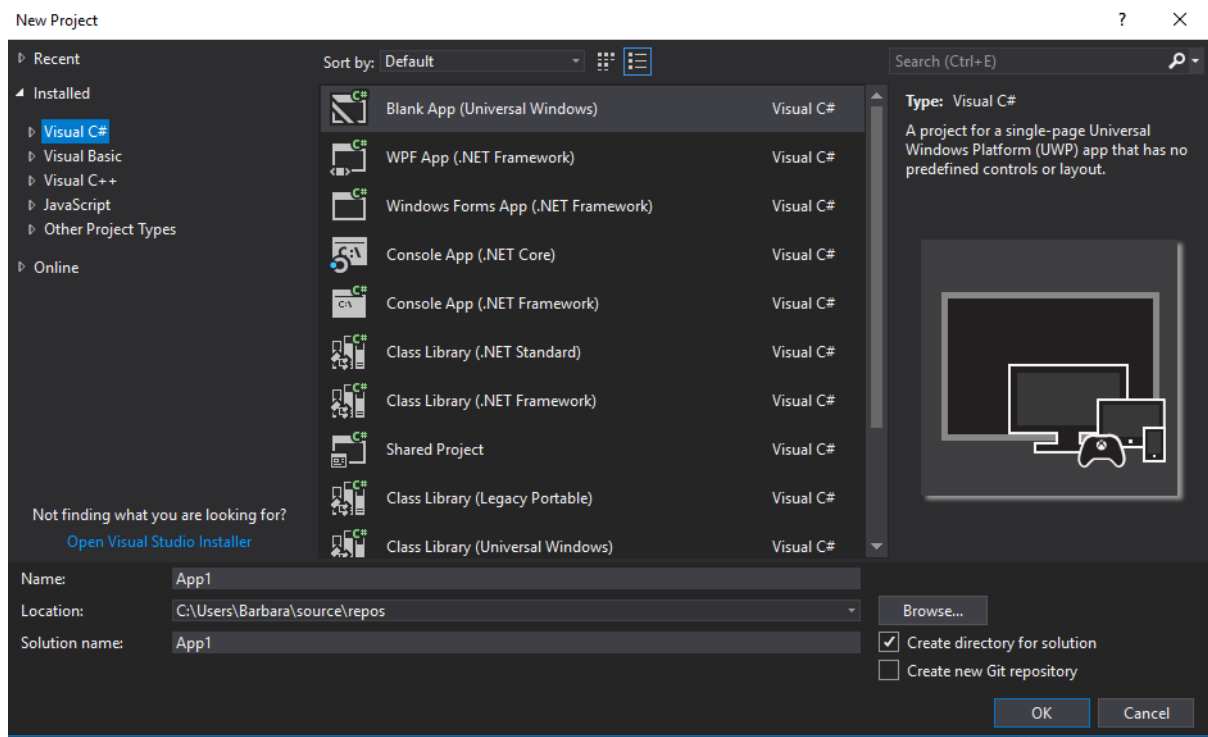 New Project
?
Recent
Installed
Visual C#
Visual Basic
Visual C++
JavaScript
Other Project Types
Online
Not finding what you are looking for?
Open Visual Studio Installer
Sort by: Default
C# Blank App (Universal Windows) Visual C#
C# WPF App (.NET Framework) Visual C#
C# Windows Forms App (.NET Framework) Visual C#
C:\ Console App (.NET Core) Visual C#
C# C:\ Console App (.NET Framework) Visual C#
C# Class Library (.NET Standard) Visual C#
C# Class Library (.NET Framework) Visual C#
C# Shared Project Visual C#
C# Class Library (Legacy Portable) Visual C#
C# Class Library (Universal Windows) Visual C#
Search (Ctrl+E)
Type: Visual C#
A project for a single-page Universal
Windows Platform (UWP) app that has no
predefined controls or layout.
Name: App1
Location: C:\Users\Barbara\source\repos
Browse...
Solution name: App1
Create directory for solution
Create new Git repository
OK Cancel